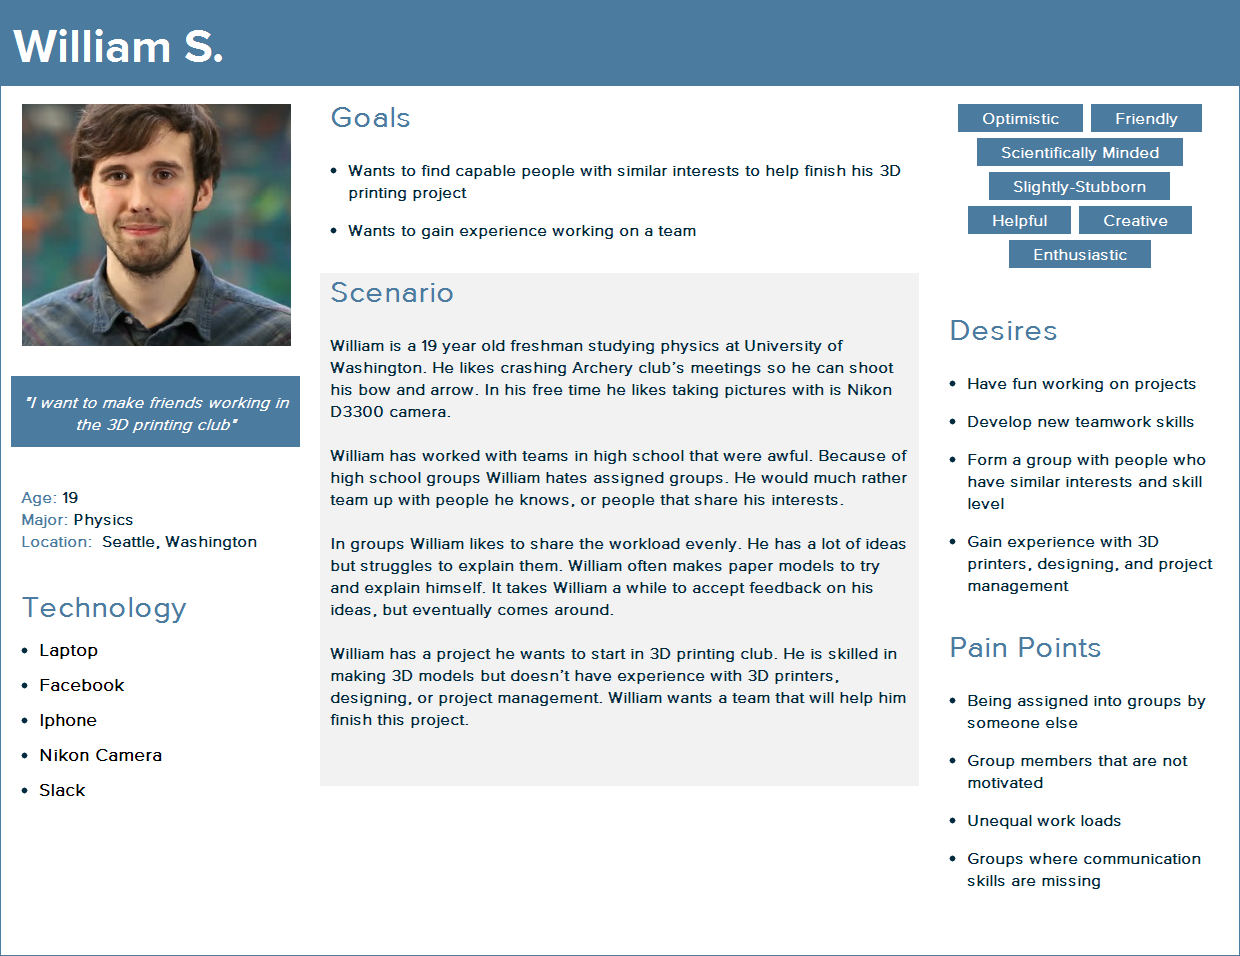 William S.
"I want to make friends working in
the 3D printing club"
Age: 19
Major: Physics
Location: Seattle, Washington
Technology
• Laptop
• Facebook
• Iphone
• Nikon Camera
• Slack
Goals
• Wants to find capable people with similar interests to help finish his 3D
printing project
• Wants to gain experience working on a team
Scenario
William is a 19 year old freshman studying physics at University of
Washington. He likes crashing Archery club's meetings so he can shoot
his bow and arrow. In his free time he likes taking pictures with is Nikon
D3300 camera.
William has worked with teams in high school that were awful. Because of
high school groups William hates assigned groups. He would much rather
team up with people he knows, or people that share his interests.
In groups William likes to share the workload evenly. He has a lot of ideas
but struggles to explain them. William often makes paper models to try
and explain himself. It takes William a while to accept feedback on his
ideas, but eventually comes around.
William has a project he wants to start in 3D printing club. He is skilled in
making 3D models but doesn't have experience with 3D printers,
designing, or project management. William wants a team that will help him
finish this project.
Optimistic Friendly
Scientifically Minded
Slightly-Stubborn
Helpful Creative
Enthusiastic
Desires
• Have fun working on projects
• Develop new teamwork skills
• Form a group with people who
have similar interests and skill
level
• Gain experience with 3D
printers, designing, and project
management
Pain Points
• Being assigned into groups by
someone else
• Group members that are not
motivated
• Unequal work loads
• Groups where communication
skills are missing